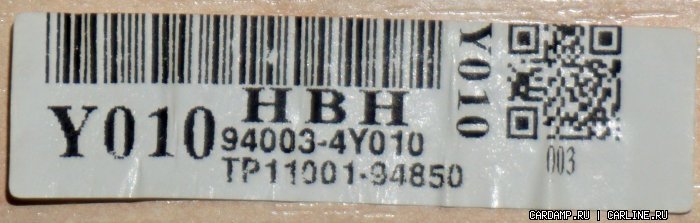 HBH
Y010
94003-4Y010
TP11001-94850
Y010
003
CARDAMP.RU | CARLINE.RU